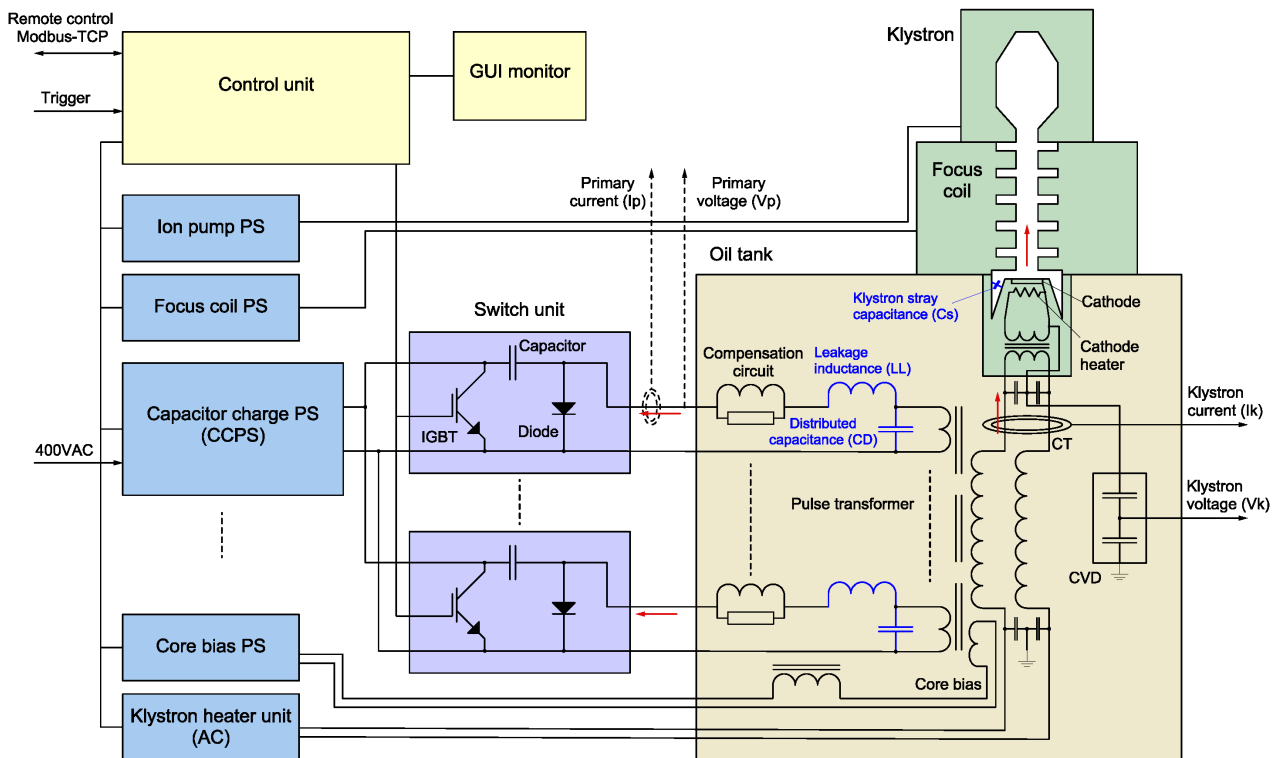 Remote control
Modbus-TCP
Trigger
Control unit
GUI monitor
Klystron
Ion pump PS
Primary
current (Ip)
Primary
voltage (Vp)
Focus
coil
Focus coil PS
Oil tank
Switch unit
Klystron stray
capacitance (Cs)
Cathode
Cathode
heater
Capacitor
Compensation
circuit
Leakage
inductance (LL)
Capacitor charge PS
(CCPS)
IGBT
Diode
Distributed
capacitance (CD)
Klystron
current (Ik)
CT
400VAC
Pulse transformer
Klystron
voltage (Vk)
CVD
Core bias PS
Core bias
Klystron heater unit
(AC)